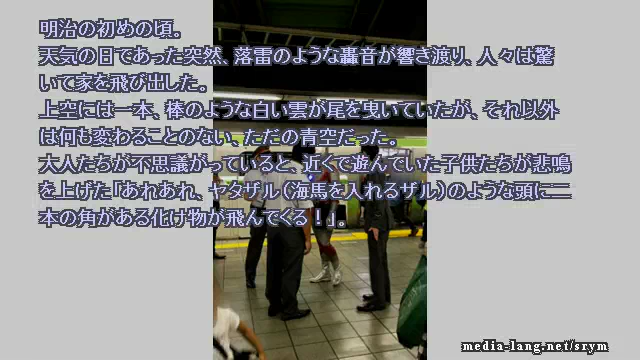 明治の初めの頃。
天気の日であった突然、落雷のような轟音が響き渡り、人々は驚
いて家を飛び出した。
上空には一本、棒のような白い雲が尾を曳いていたが、それ以外
は何も変わることのない、ただの青空だった。
大人たちが不思議がっていると、近くで遊んでいた子供たちが悲鳴
を上げた「あれあれ、ヤタザル（海馬を入れるザル）のような頭に二
本の角がある化け物が飛んでくる！」。
media-lang.net/srym